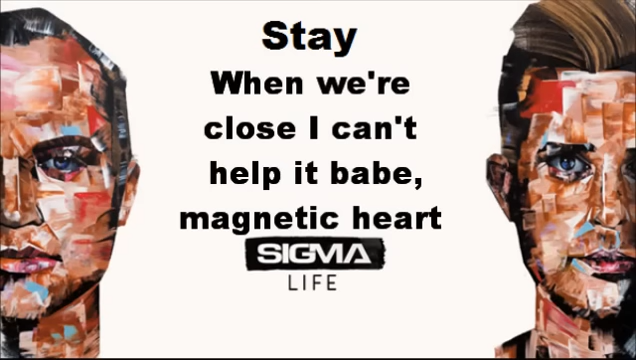 Stay
When we're
close I can't
help it babe,
magnetic heart
SIGMA
LIFE